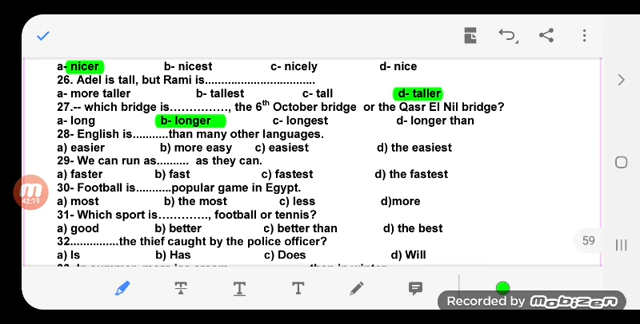 a- nicer b- nicest c- nicely d- nice
26. Adel is tall, but Rami is.................................
a- more taller b- tallest c- tall d- taller
27.-- which bridge is……………, the 6th October bridge or the Qasr El Nil bridge?
a- long b- longer c- longest d- longer than
28- English is...........than many other languages.
a) easier b) more easy c) easiest d) the easiest
29- We can run as.......... as they can.
a) faster b) fast c) fastest d) the fastest
30- Football is...........popular game in Egypt.
a) most b) the most c) less d)more
31- Which sport is…………., football or tennis?
a) good b) better c) better than d) the best
32...............the thief caught by the police officer?
a) Is b) Has c) Does d) Will
59
42:19
Recorded by Mobizen